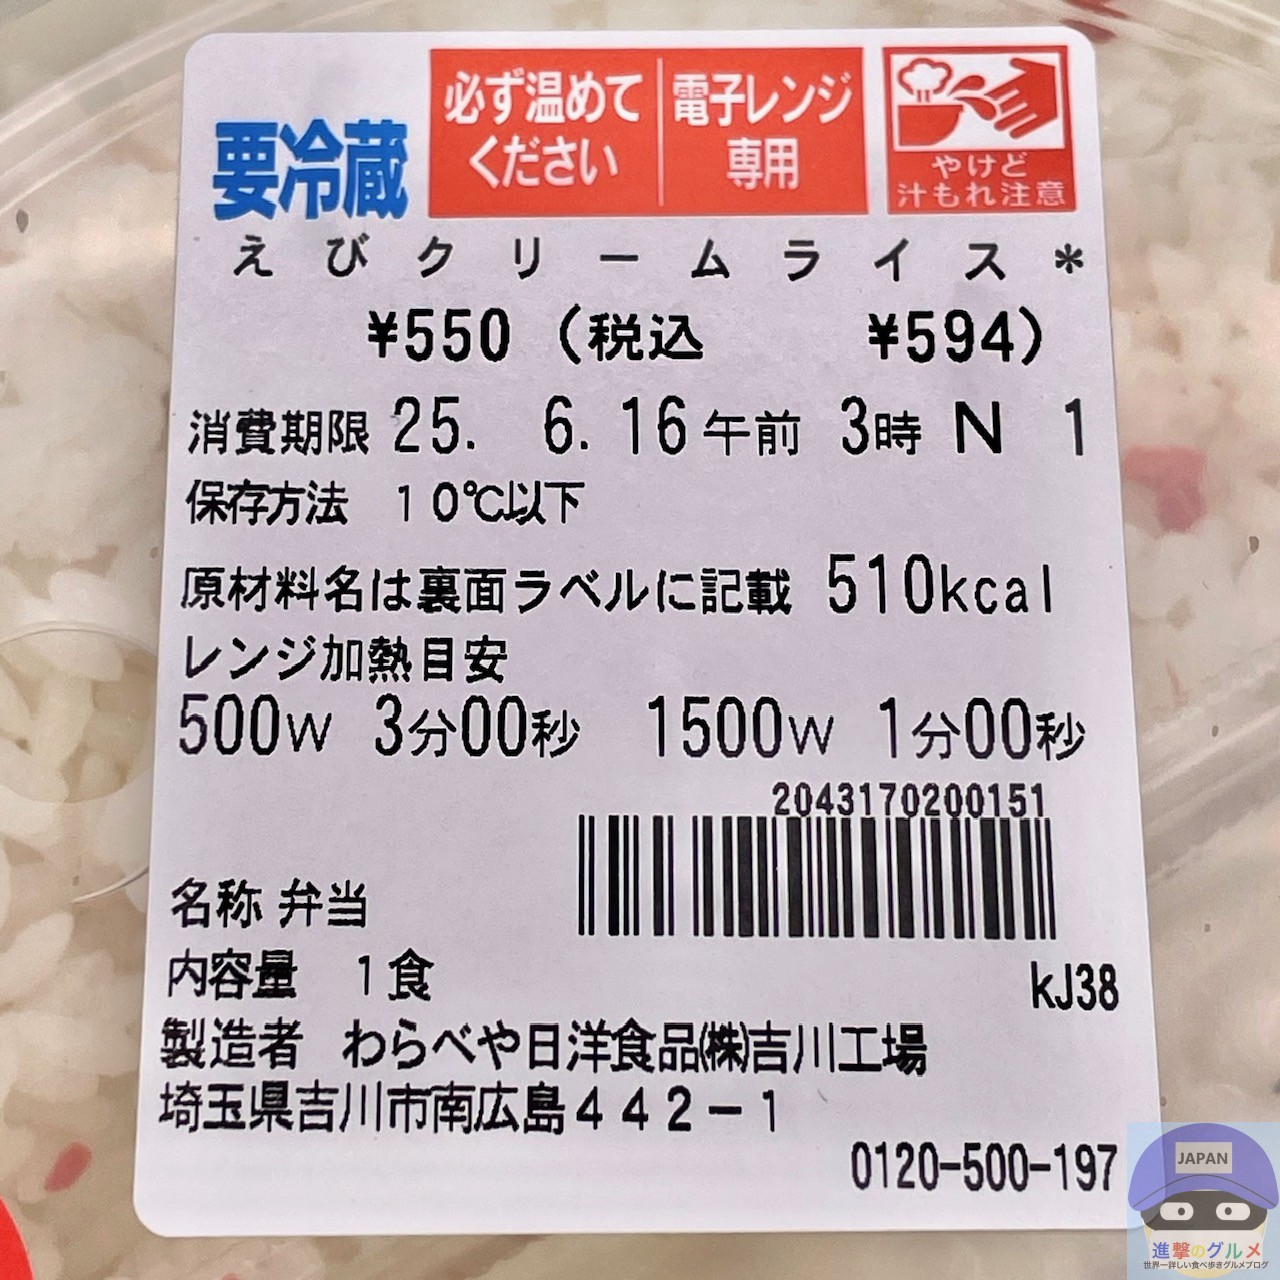 要冷蔵
必ず温めて
ください
電子レンジ
専用
やけど
汁もれ注意
えびクリームライス*
¥550(税込 ¥594)
消費期限 25. 6.16午前 3時 N 1
保存方法 10℃以下
原材料名は裏面ラベルに記載 510kcal
レンジ加熱目安
500W 3分00秒 1500W 1分00秒
2043170200151
名称 弁当
内容量 1食
kJ38
製造者 わらべや日洋食品㈱吉川工場
埼玉県吉川市南広島442-1
0120-500-197
JAPAN
進撃のグルメ
世界一詳しい食べ歩きグルメブログ